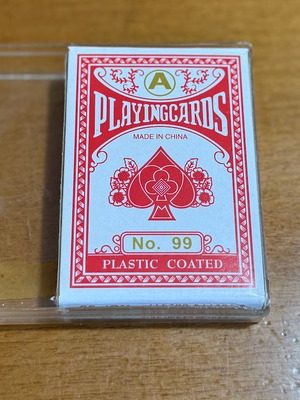 A
PLAYINGCARDS
MADE IN CHINA
No. 99
PLASTIC COATED